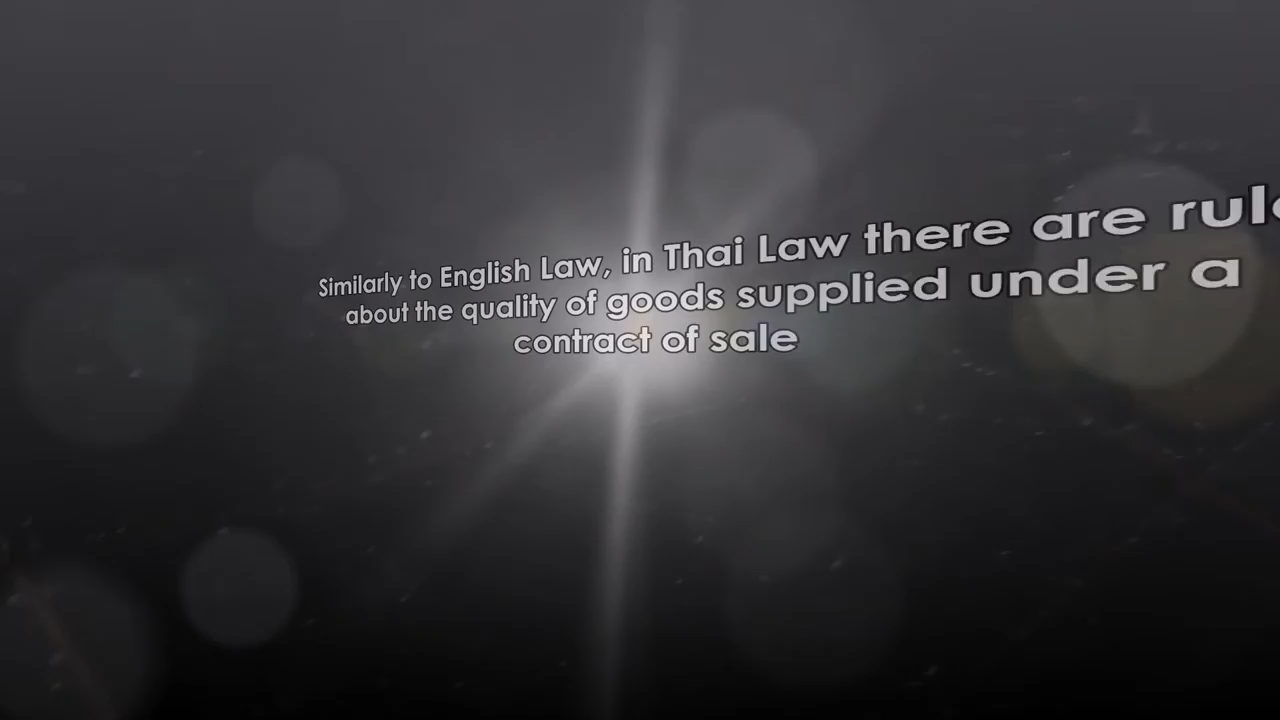 Similarly to English Law, in Thai Law there are
about the quality of goods supplied under a
contract of sale